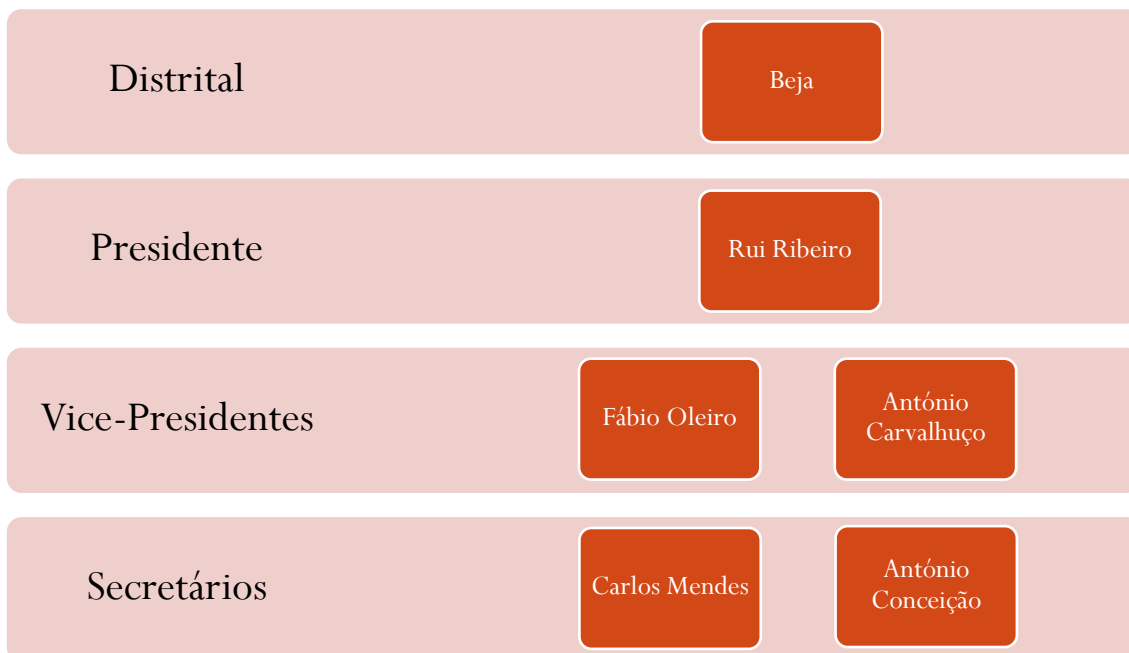 Distrital
Beja
Presidente
Rui Ribeiro
Vice-Presidentes
Fábio Oleiro
António
Carvalhuço
Secretários
Carlos Mendes
António
Conceição